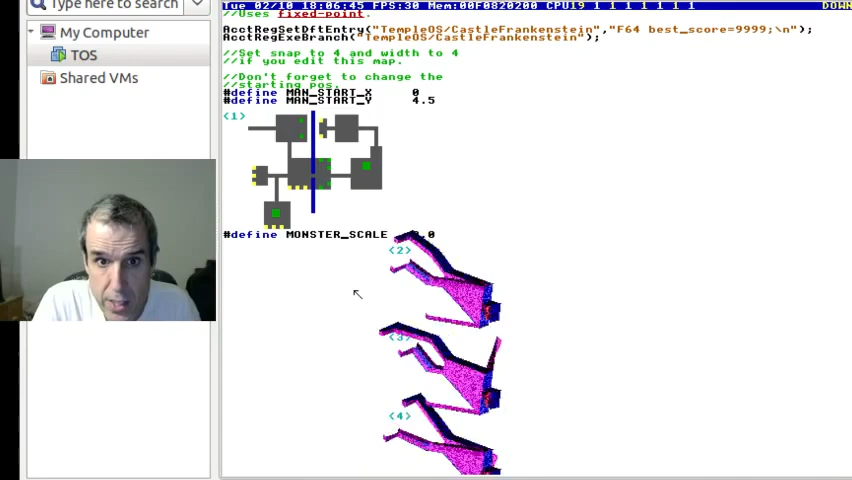 Type here to search
My Computer
TOS
Shared VMs
Tue 02/10 18:06:45 FPS:30 Mem:00F0820200 CPU19 1 1 1 1 1 1 1 DOWN
//Uses fixed-point.
AcctRegSetDftEntry("TempleOS/CastleFrankenstein","F64 best_score=9999;\n");
AcctRegExeBranch("TempleOS/CastleFrankenstein");
//Set snap to 4 and width to 4
//if you edit this map.
//Don't forget to change the
//starting pos.
#define MAN_START_X 0
#define MAN_START_Y 4.5
<1>
#define MONSTER_SCALE
<2>
<3>
<4>